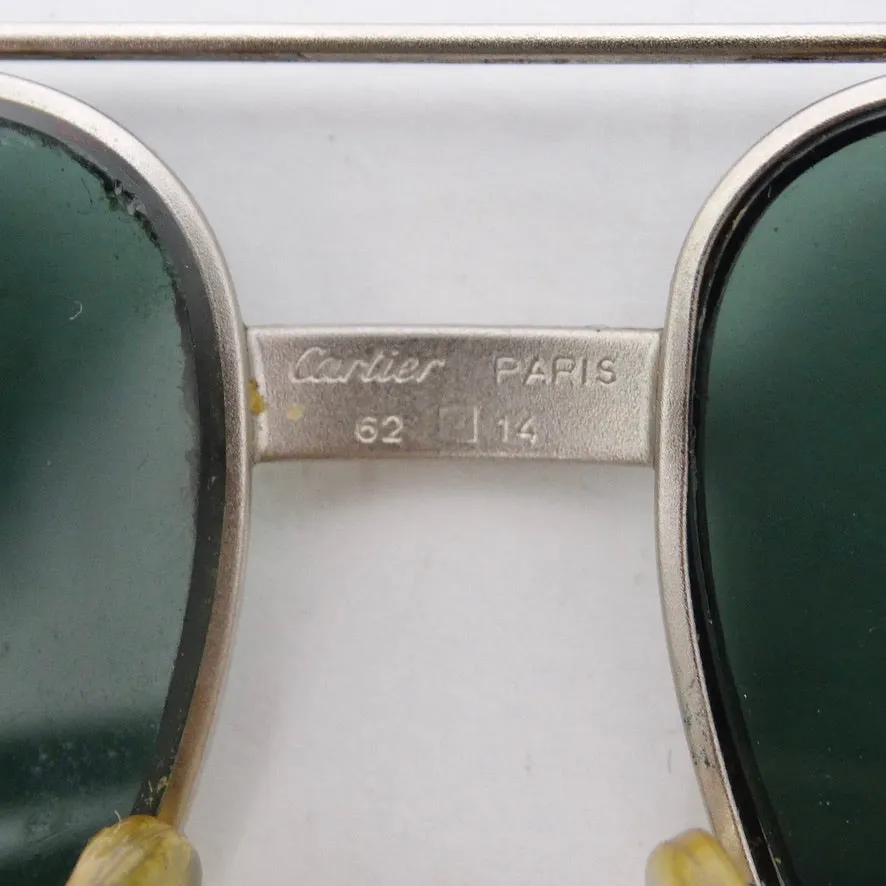 Cartier PARIS
62 □ 14